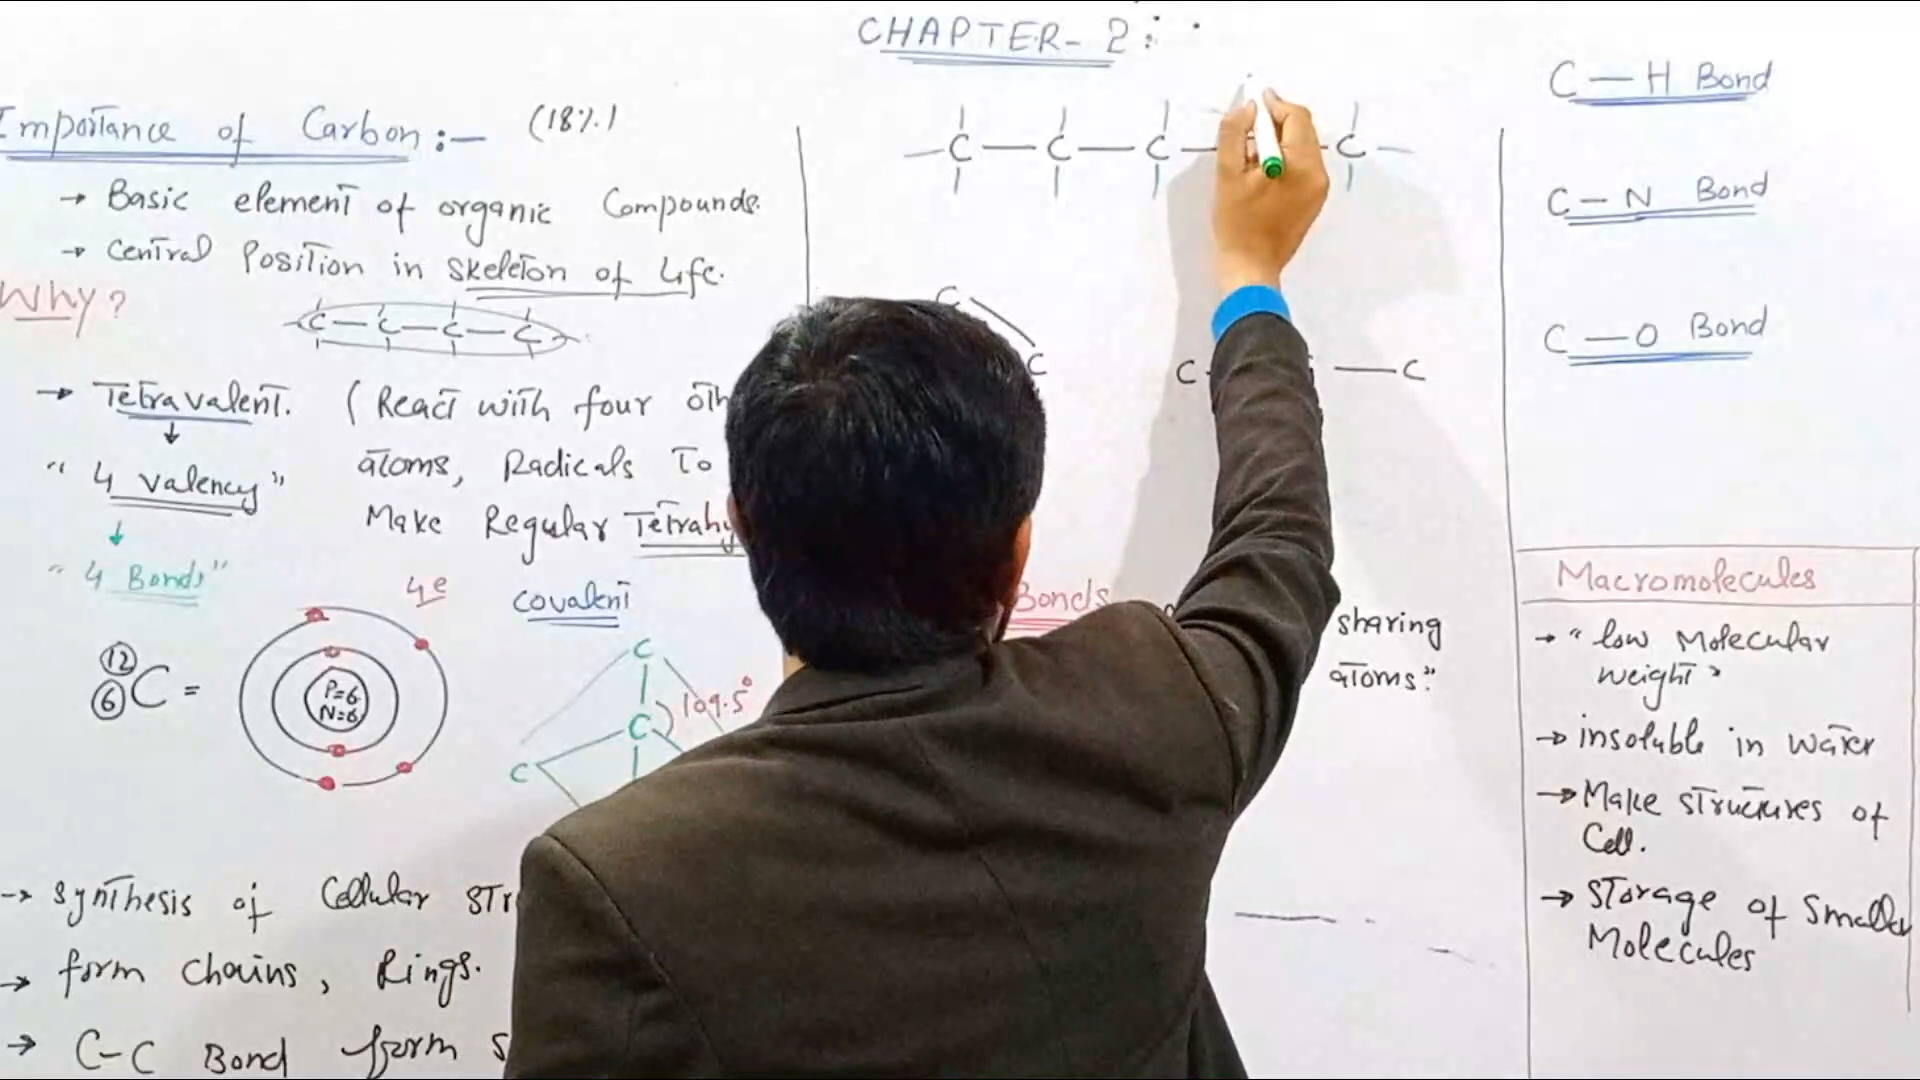 CHAPTER-2:
Importance of Carbon:- (18%)
→ Basic element of organic Compounds.
→ Central Position in skeleton of Life.
Why?
C-C-C-C
→ Tetravalent. (React with four oth
"4 valency" atoms, Radicals To
Make Regular Tetrahy
"4 Bonds"
4e
covalent
12
6 C =
P=6
N=6
C
C 109.5°
C
→ Synthesis of Cellular str
→ form chains, Rings.
→ C-C Bond form s
-C-C-C- -C-
C
C
C - C
Bonds
sharing
atoms".
C-H Bond
C-N Bond
C-O Bond
Macromolecules
→ "low Molecular
weight"
→ insoluble in water
→ Make structures of
Cell.
→ Storage of Smaller
Molecules